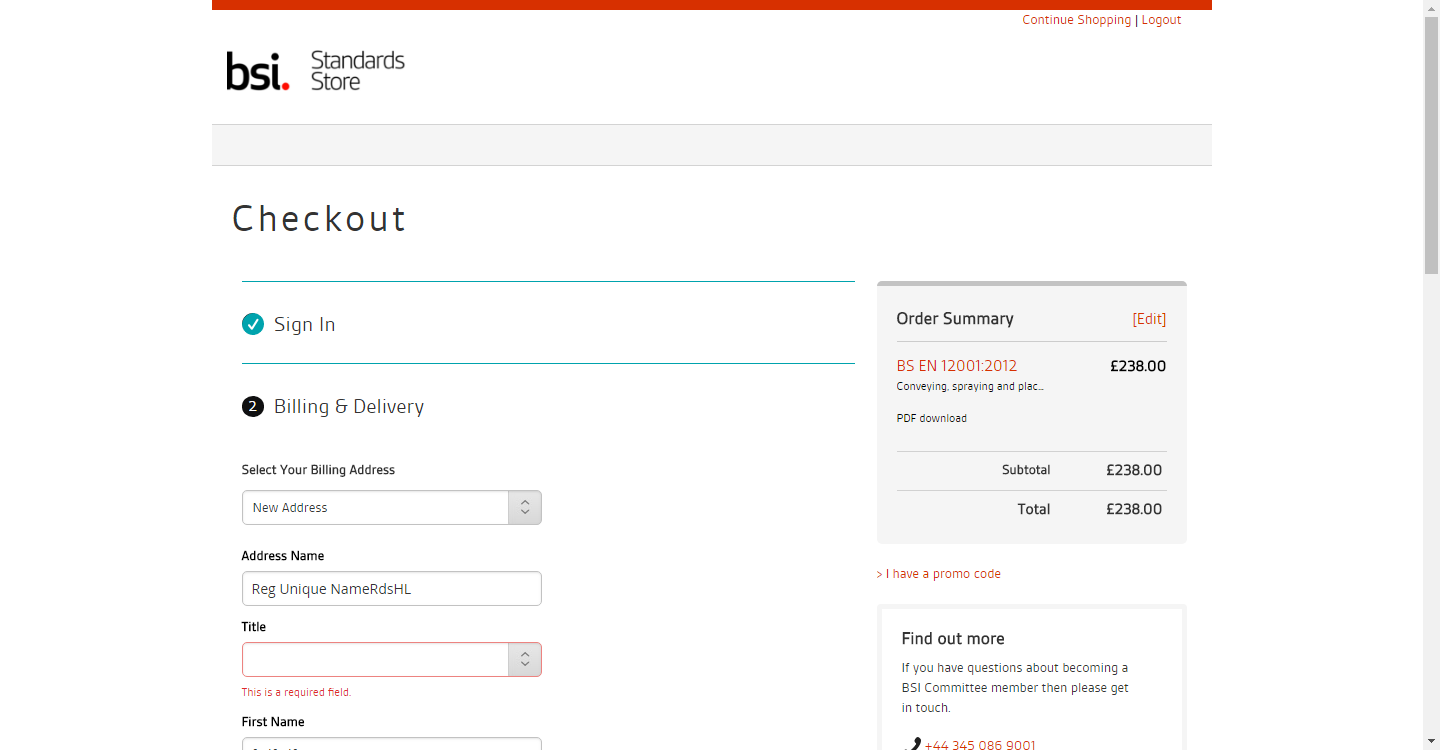 Continue Shopping | Logout
bsi. Standards Store
Checkout
Sign In
2 Billing & Delivery
Select Your Billing Address
New Address
Address Name
Reg Unique NameRdsHL
Title
This is a required field.
First Name
Order Summary [Edit]
BS EN 12001:2012 £238.00
Conveying, spraying and plac...
PDF download
Subtotal £238.00
Total £238.00
> I have a promo code
Find out more
If you have questions about becoming a
BSI Committee member then please get
in touch.
+44 345 086 9001